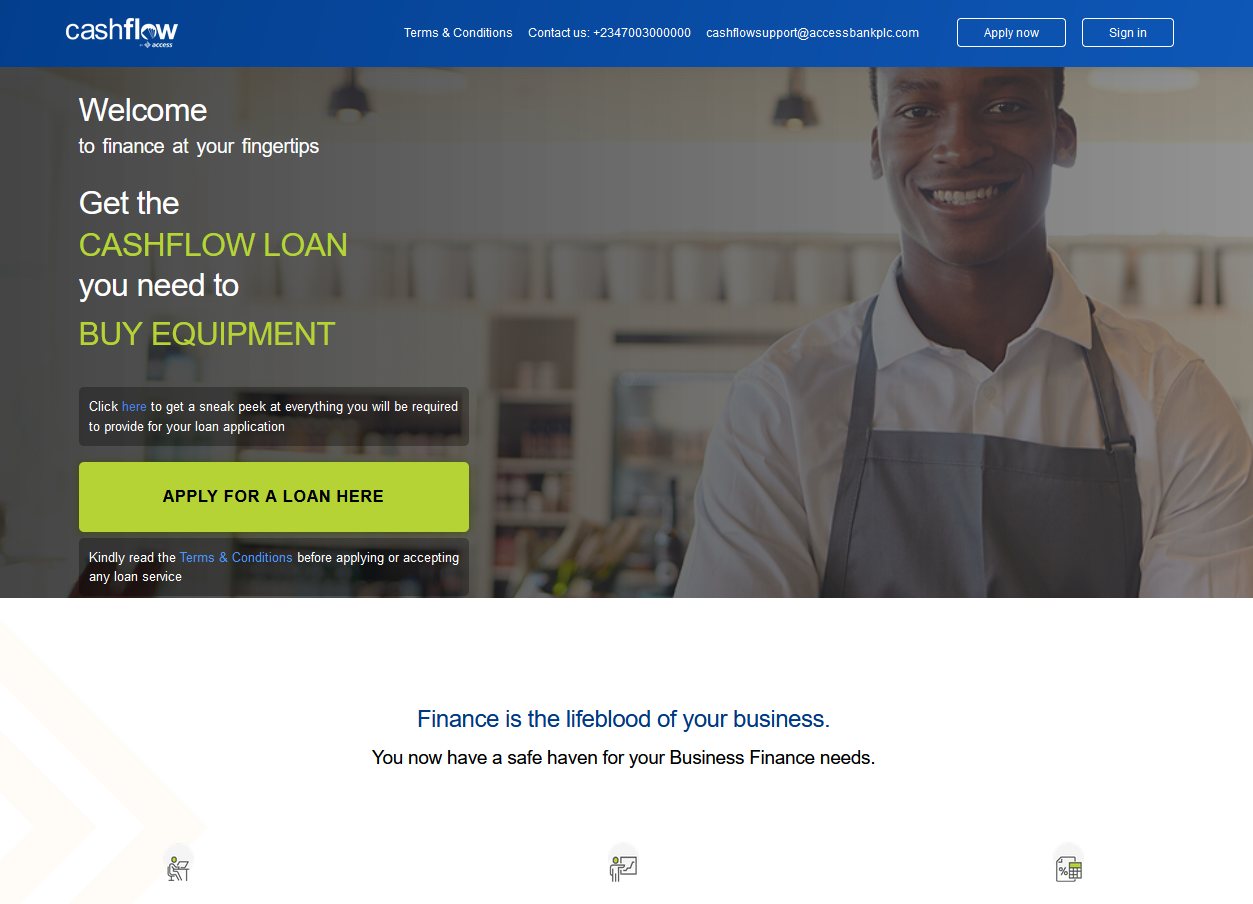 cashflow
by access
Terms & Conditions
Contact us: +2347003000000
cashflowsupport@accessbankplc.com
Apply now
Sign in
Welcome
to finance at your fingertips
Get the
CASHFLOW LOAN
you need to
BUY EQUIPMENT
Click here to get a sneak peek at everything you will be required
to provide for your loan application
APPLY FOR A LOAN HERE
Kindly read the Terms & Conditions before applying or accepting
any loan service
Finance is the lifeblood of your business.
You now have a safe haven for your Business Finance needs.
%